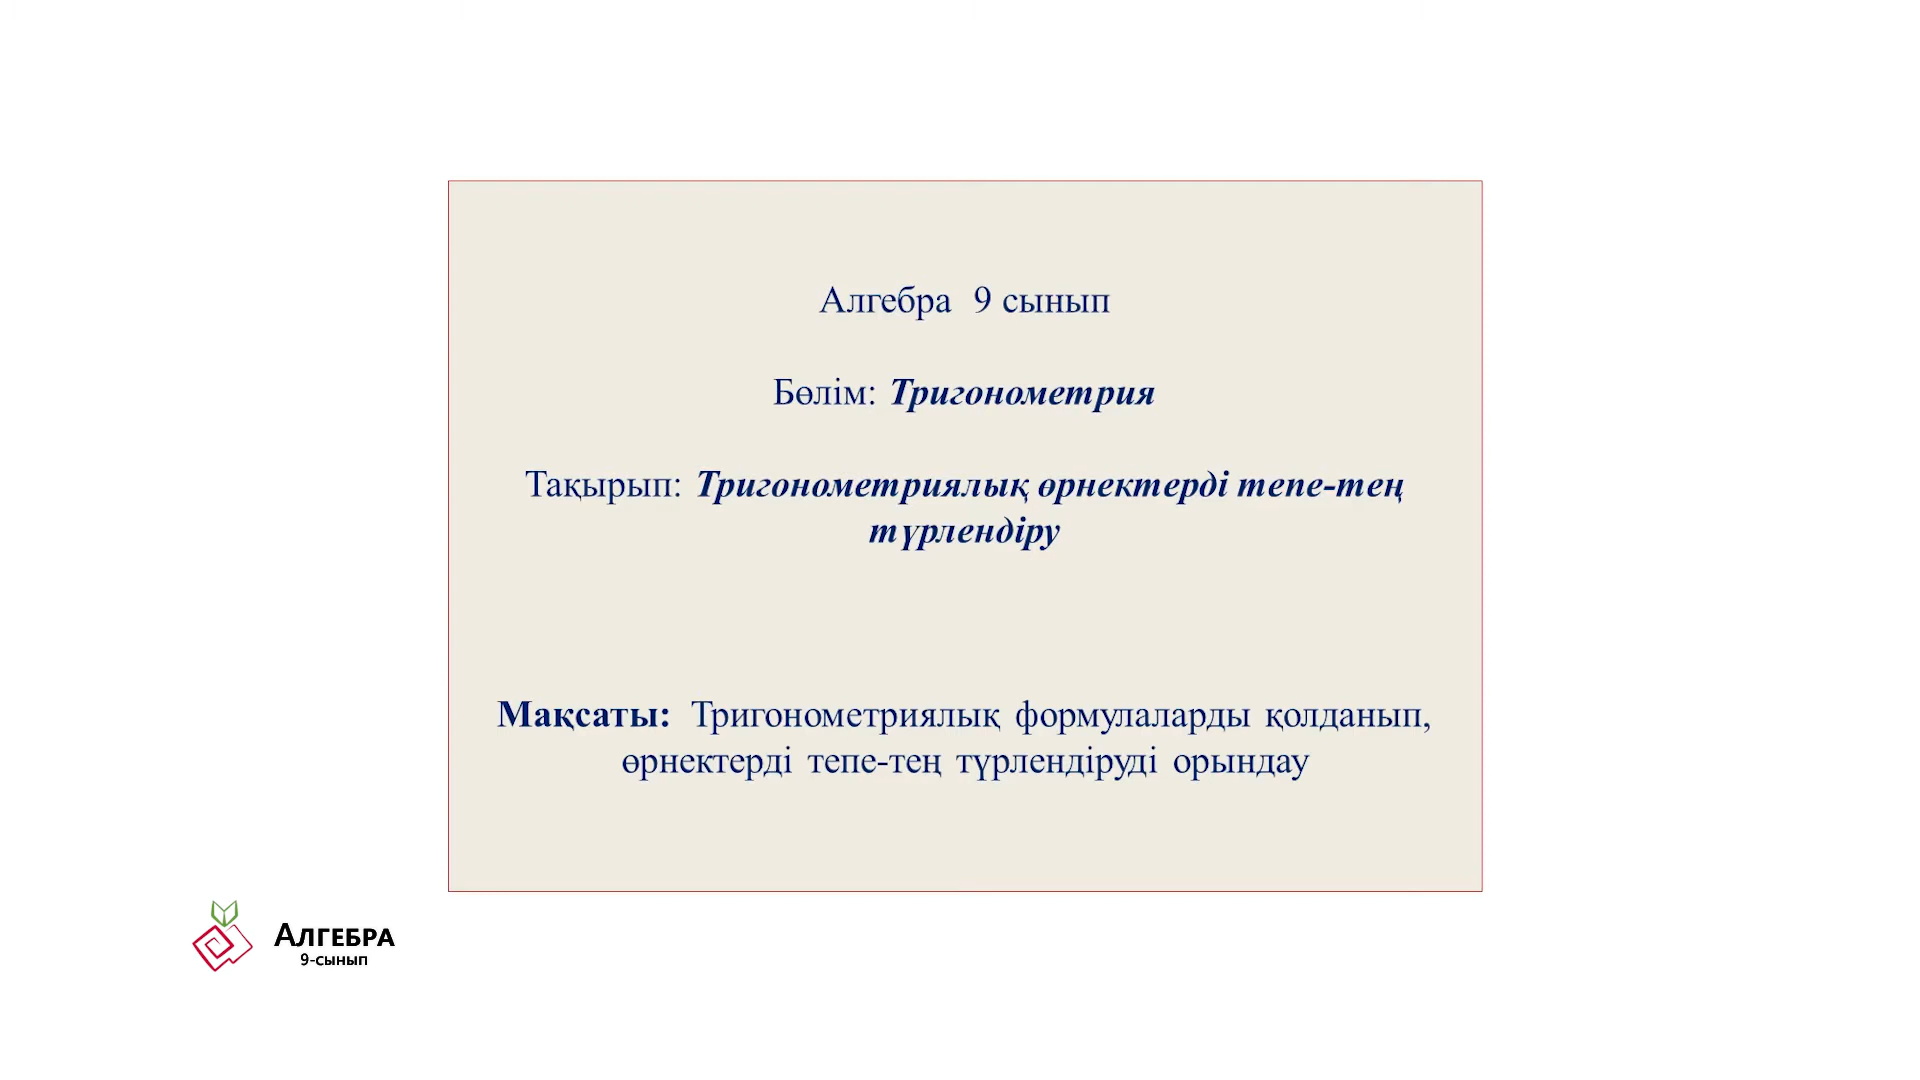 Алгебра 9 сынып
Бөлім: Тригонометрия
Тақырып: Тригонометриялық өрнектерді тепе-тең
түрлендіру
Мақсаты: Тригонометриялық формулаларды қолданып,
өрнектерді тепе-тең түрлендіруді орындау
АЛГЕБРА
9-сынып